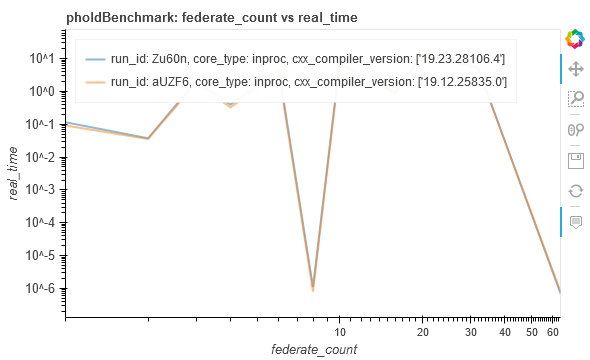 pholdBenchmark: federate_count vs real_time
run_id: Zu60n, core_type: inproc, cxx_compiler_version: ['19.23.28106.4']
run_id: aUZF6, core_type: inproc, cxx_compiler_version: ['19.12.25835.0']
10^1
10^0
10^-1
10^-2
10^-3
10^-4
10^-5
10^-6
real_time
10
20
30
40
50
60
federate_count